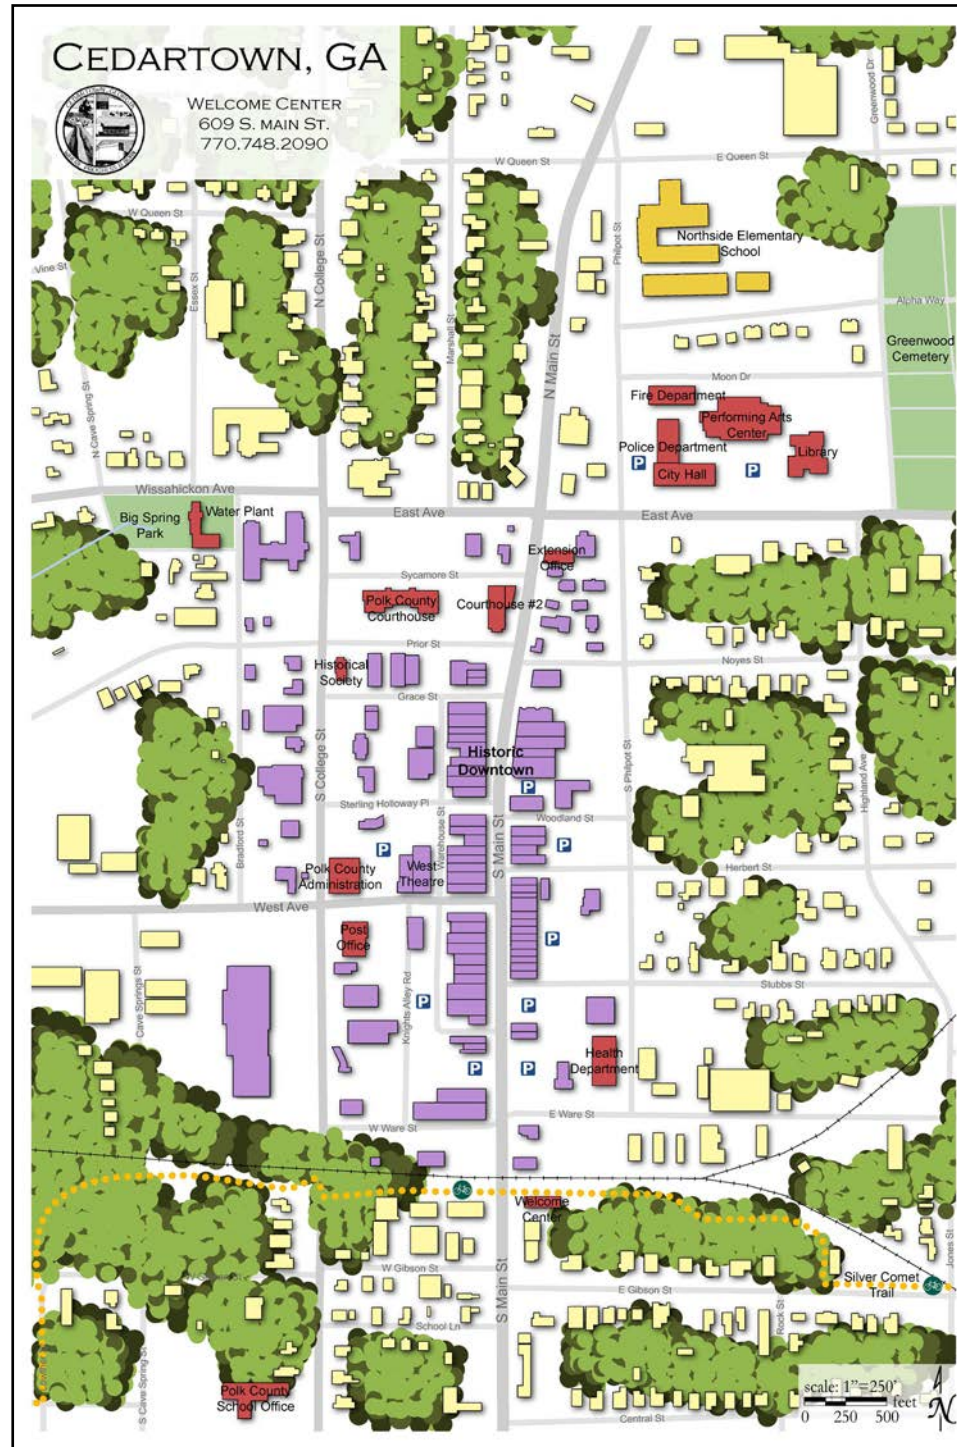 CEDARTOWN, GA
WELCOME CENTER
609 S. MAIN ST.
770.748.2090
Greenwood Dr
W Queen St
E Queen St
W Queen St
Philpot St
Northside Elementary
School
Vine St
Essex St
N College St
Marshall St
N Main St
Alpha Way
Greenwood
Cemetery
N Cave Spring St
Moon Dr
Fire Department
Performing Arts
Center
Police Department
Library
City Hall
P
P
Wissahickon Ave
East Ave
East Ave
Big Spring
Park
Water Plant
Extension
Office
Sycamore St
Polk County
Courthouse
Courthouse #2
Prior St
Historical
Society
Noyes St
Grace St
S College St
Historic
Downtown
P
S Philpot St
Highland Ave
Sterling Holloway Pl
Woodland St
Bradford St
Warehouse St
S Main St
P
P
Polk County
Administration
West
Theatre
Herbert St
West Ave
Post
Office
P
Cave Springs St
Knights Alley Rd
Stubbs St
P
P
Health
Department
P
P
E Ware St
W Ware St
Welcome
Center
Jones St
W Gibson St
S Main St
Silver Comet
Trail
E Gibson St
Rock St
School Ln
S Cave Spring St
Polk County
School Office
Central St
scale: 1"=250'
feet
0 250 500
N